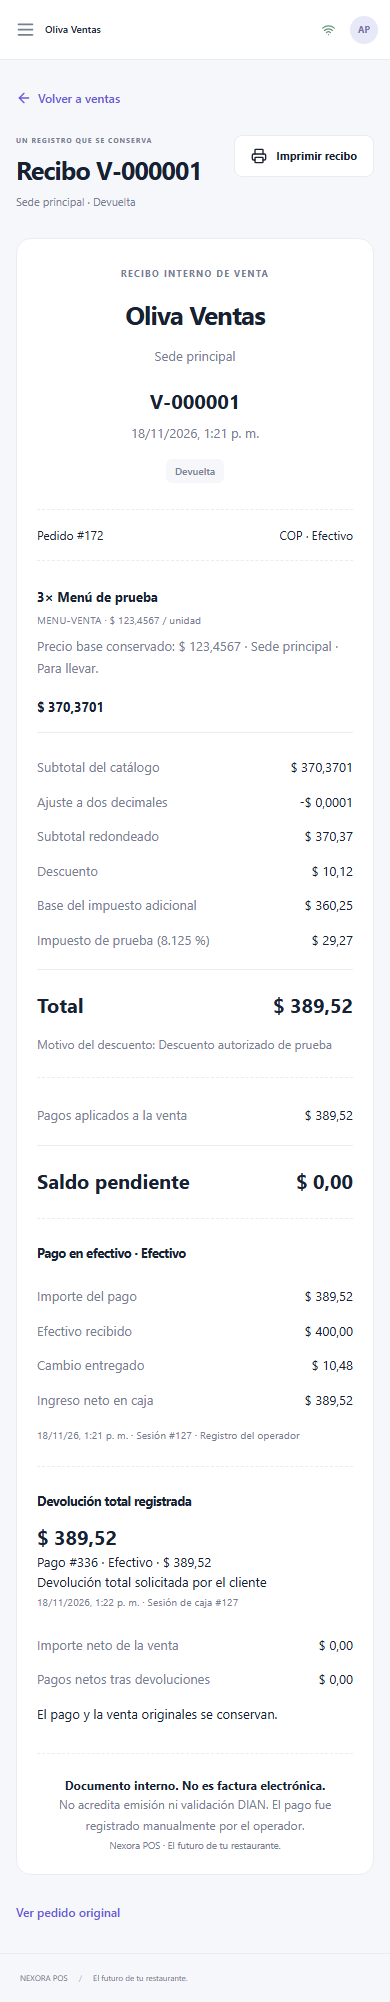 Oliva Ventas
AP
Volver a ventas
UN REGISTRO QUE SE CONSERVA
Recibo V-000001
Imprimir recibo
Sede principal · Devuelta
RECIBO INTERNO DE VENTA
Oliva Ventas
Sede principal
V-000001
18/11/2026, 1:21 p. m.
Devuelta
Pedido #172 COP · Efectivo
3× Menú de prueba
MENU-VENTA · $ 123,4567 / unidad
Precio base conservado: $ 123,4567 · Sede principal ·
Para llevar.
$ 370,3701
Subtotal del catálogo $ 370,3701
Ajuste a dos decimales -$ 0,0001
Subtotal redondeado $ 370,37
Descuento $ 10,12
Base del impuesto adicional $ 360,25
Impuesto de prueba (8.125 %) $ 29,27
Total $ 389,52
Motivo del descuento: Descuento autorizado de prueba
Pagos aplicados a la venta $ 389,52
Saldo pendiente $ 0,00
Pago en efectivo · Efectivo
Importe del pago $ 389,52
Efectivo recibido $ 400,00
Cambio entregado $ 10,48
Ingreso neto en caja $ 389,52
18/11/26, 1:21 p. m. · Sesión #127 · Registro del operador
Devolución total registrada
$ 389,52
Pago #336 · Efectivo · $ 389,52
Devolución total solicitada por el cliente
18/11/2026, 1:22 p. m. · Sesión de caja #127
Importe neto de la venta $ 0,00
Pagos netos tras devoluciones $ 0,00
El pago y la venta originales se conservan.
Documento interno. No es factura electrónica.
No acredita emisión ni validación DIAN. El pago fue
registrado manualmente por el operador.
Nexora POS · El futuro de tu restaurante.
Ver pedido original
NEXORA POS / El futuro de tu restaurante.